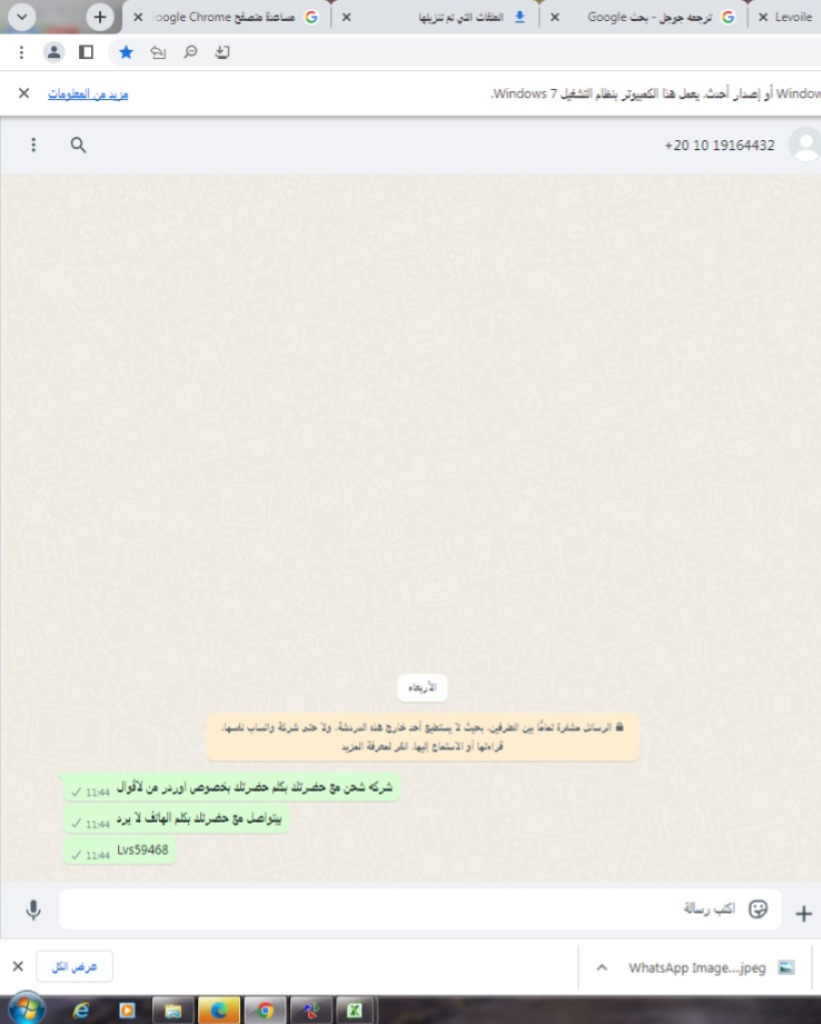 Levoile
ترجمه جوجل - بحث Google
الملفات التي تم تنزيلها
مساعدة متصفح Google Chrome
Window أو إصدار أحدث. يعمل هذا الكمبيوتر بنظام التشغيل Windows 7.
مزيد من المعلومات
+20 10 19164432
الأربعاء
الرسائل مشفرة تمامًا بين الطرفين، بحيث لا يستطيع أحد خارج هذه الدردشة، ولا حتى شركة واتساب نفسها،
قراءتها أو الاستماع إليها. انقر لمعرفة المزيد
شركه شحن مع حضرتك بكلم حضرتك بخصوص اوردر من لاقوال
11:44
بيتواصل مع حضرتك بكلم الهاتف لا يرد
11:44
Lvs59468
11:44
اكتب رسالة
WhatsApp Image....jpeg
عرض الكل